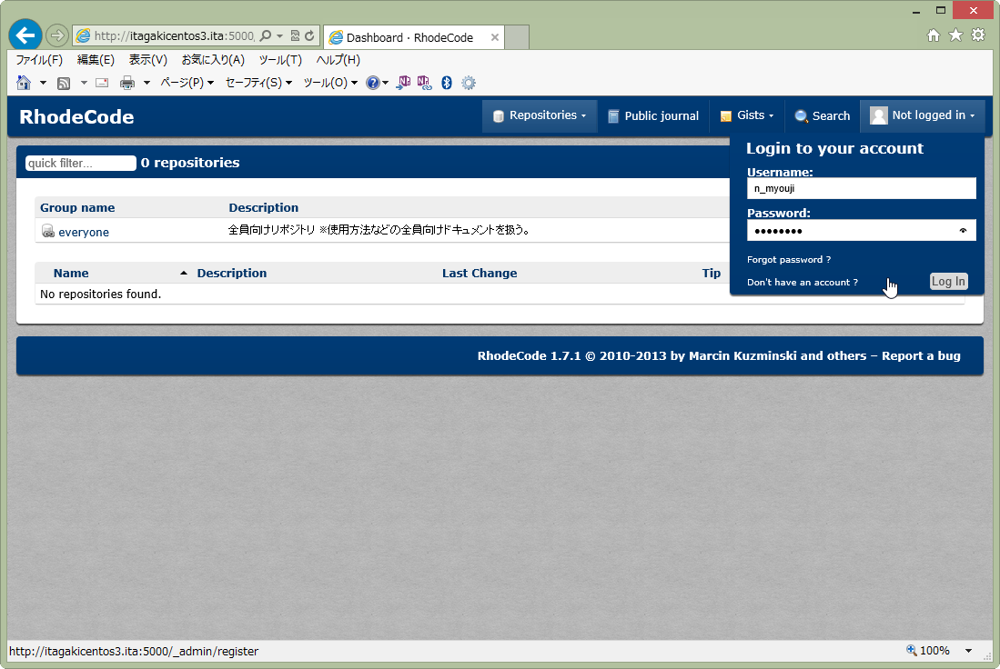 http://itagakicentos3.ita:5000,
Dashboard · RhodeCode
ファイル(F) 編集(E) 表示(V) お気に入り(A) ツール(T) ヘルプ(H)
ページ(P) セーフティ(S) ツール(O)
RhodeCode
Repositories Public journal Gists Search Not logged in
quick filter... 0 repositories
Login to your account
Username:
n_myouji
Password:
••••••••
Forgot password ?
Don't have an account ?
Log In
Group name Description
everyone 全員向けリポジトリ ※使用方法などの全員向けドキュメントを扱う。
Name Description Last Change Tip
No repositories found.
RhodeCode 1.7.1 © 2010-2013 by Marcin Kuzminski and others – Report a bug
http://itagakicentos3.ita:5000/_admin/register
100%